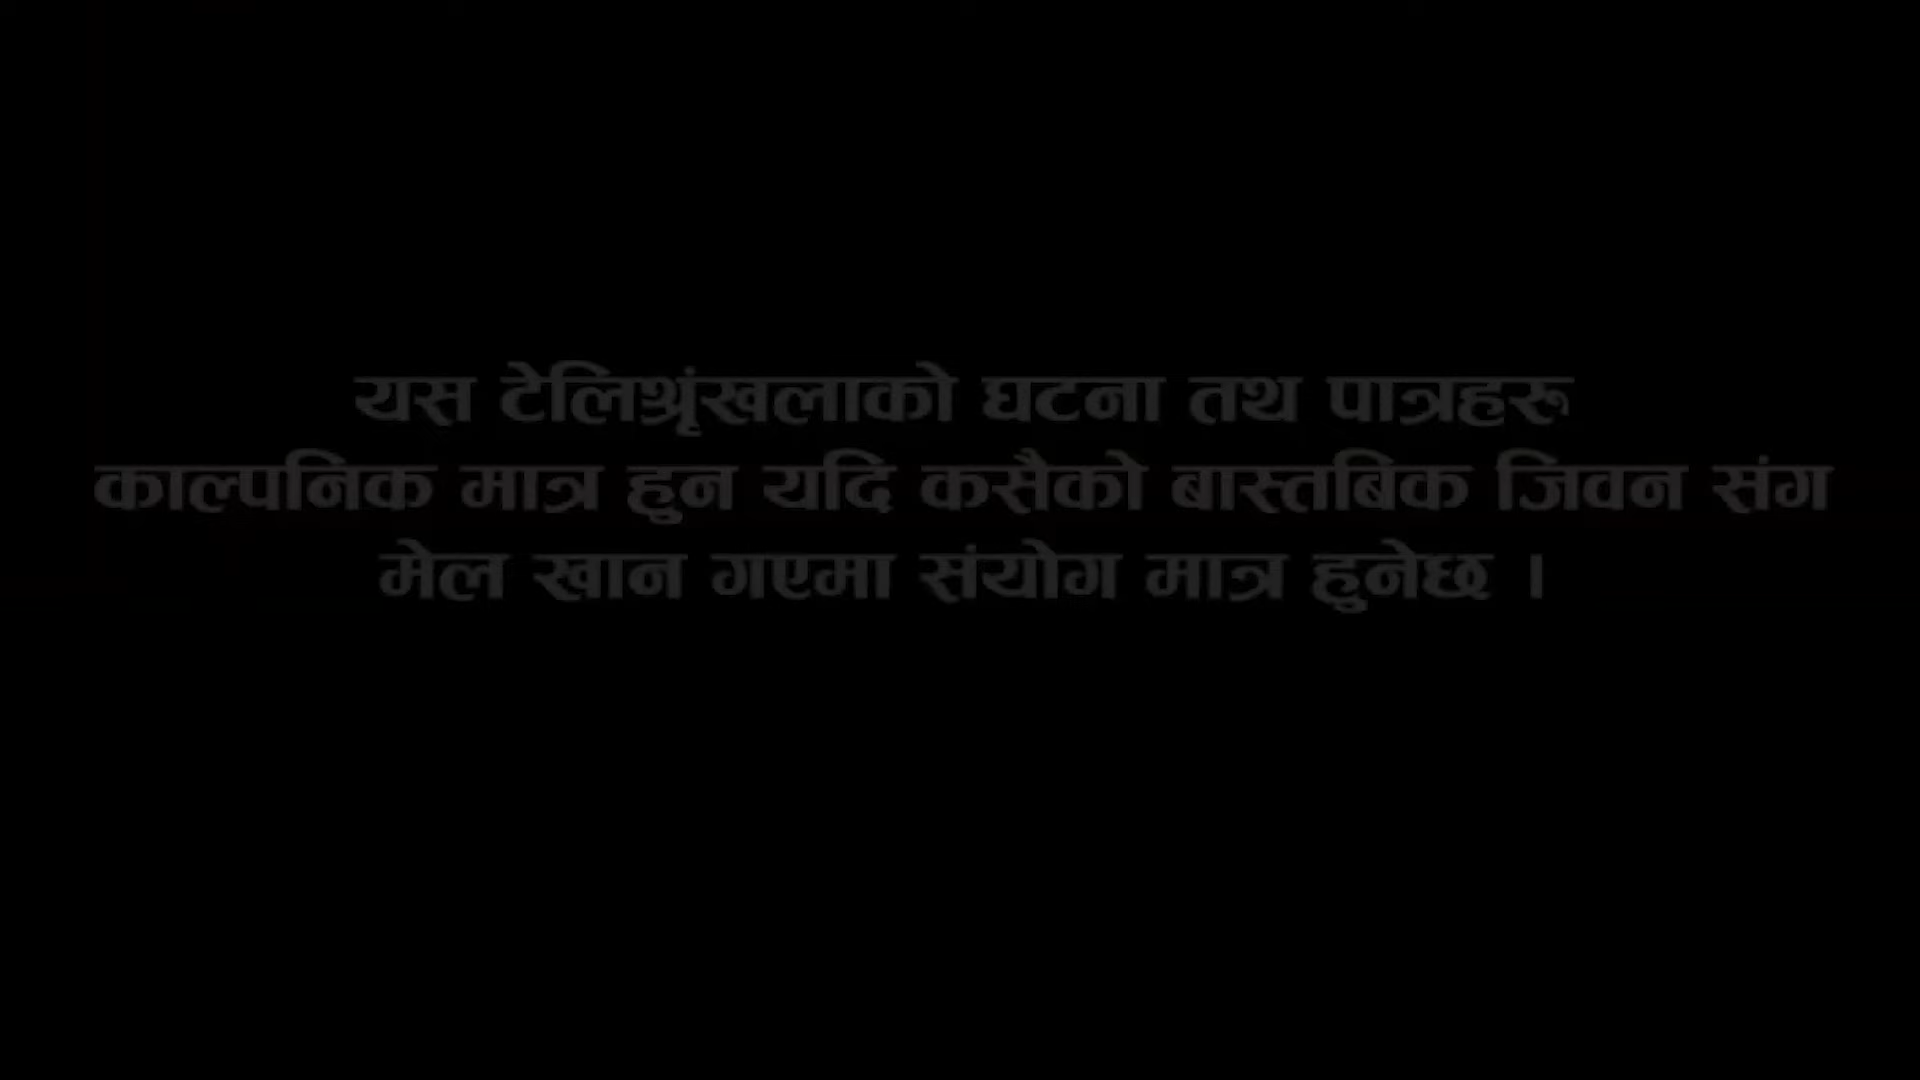 यस टेलिश्रृंखलाको घटना तथ पात्रहरू
काल्पनिक मात्र हुन यदि कसैको बास्तबिक जिवन संग
मेल खान गएमा संयोग मात्र हुनेछ ।